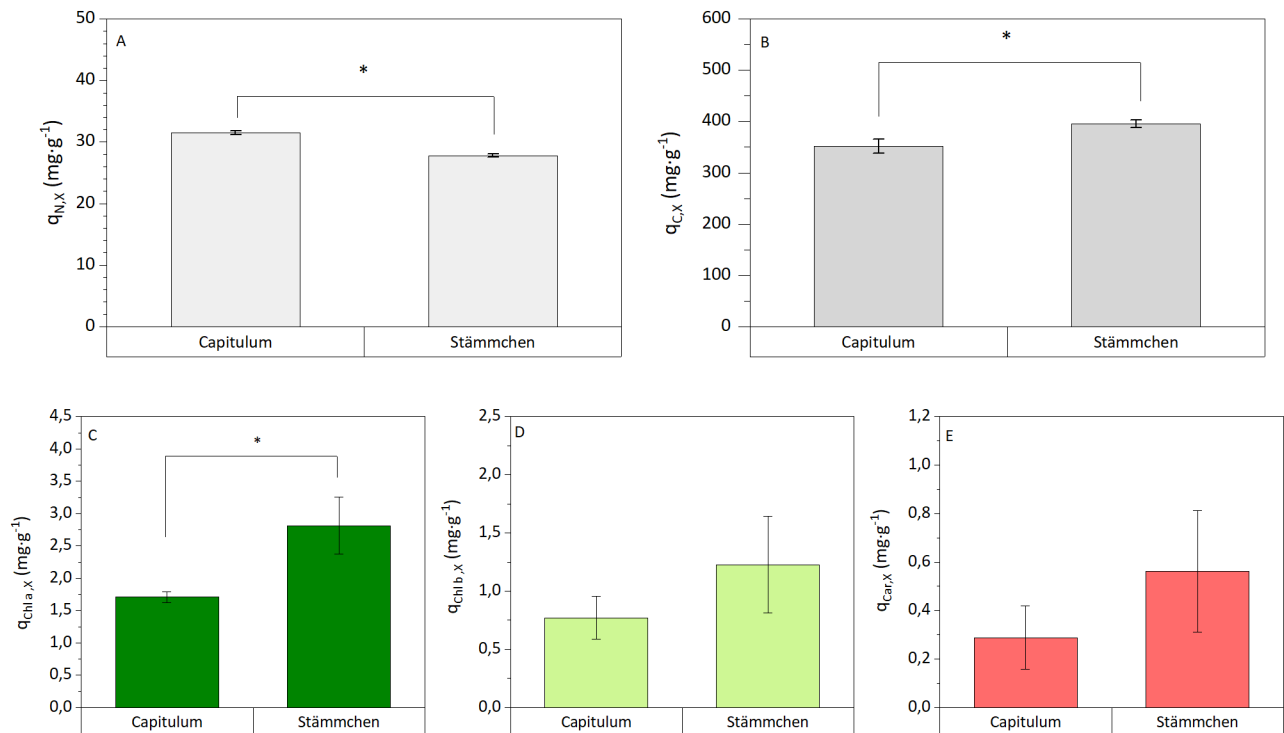 A
50
40
30
20
10
0
q_N,X (mg·g⁻¹)
*
Capitulum Stämmchen
B
600
500
400
300
200
100
0
q_C,X (mg·g⁻¹)
*
Capitulum Stämmchen
C
4,5
4,0
3,5
3,0
2,5
2,0
1,5
1,0
0,5
0,0
q_Chl a,X (mg·g⁻¹)
*
Capitulum Stämmchen
D
2,5
2,0
1,5
1,0
0,5
0,0
q_Chl b,X (mg·g⁻¹)
Capitulum Stämmchen
E
1,2
1,0
0,8
0,6
0,4
0,2
0,0
q_Car,X (mg·g⁻¹)
Capitulum Stämmchen